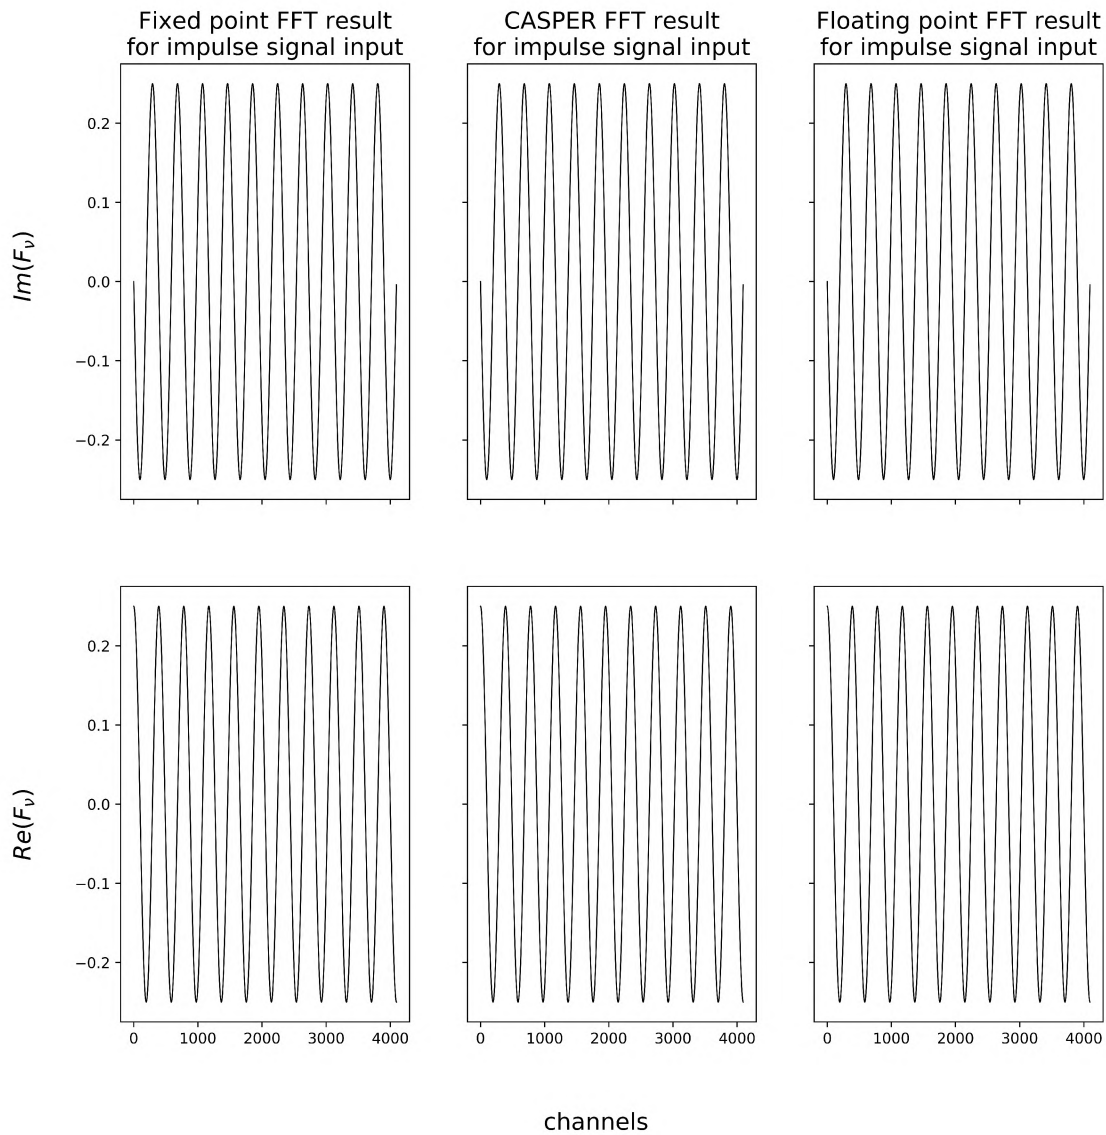 Fixed point FFT result
for impulse signal input
CASPER FFT result
for impulse signal input
Floating point FFT result
for impulse signal input
Im(Fν)
0.2
0.1
0.0
−0.1
−0.2
Re(Fν)
0.2
0.1
0.0
−0.1
−0.2
0 1000 2000 3000 4000
0 1000 2000 3000 4000
0 1000 2000 3000 4000
channels